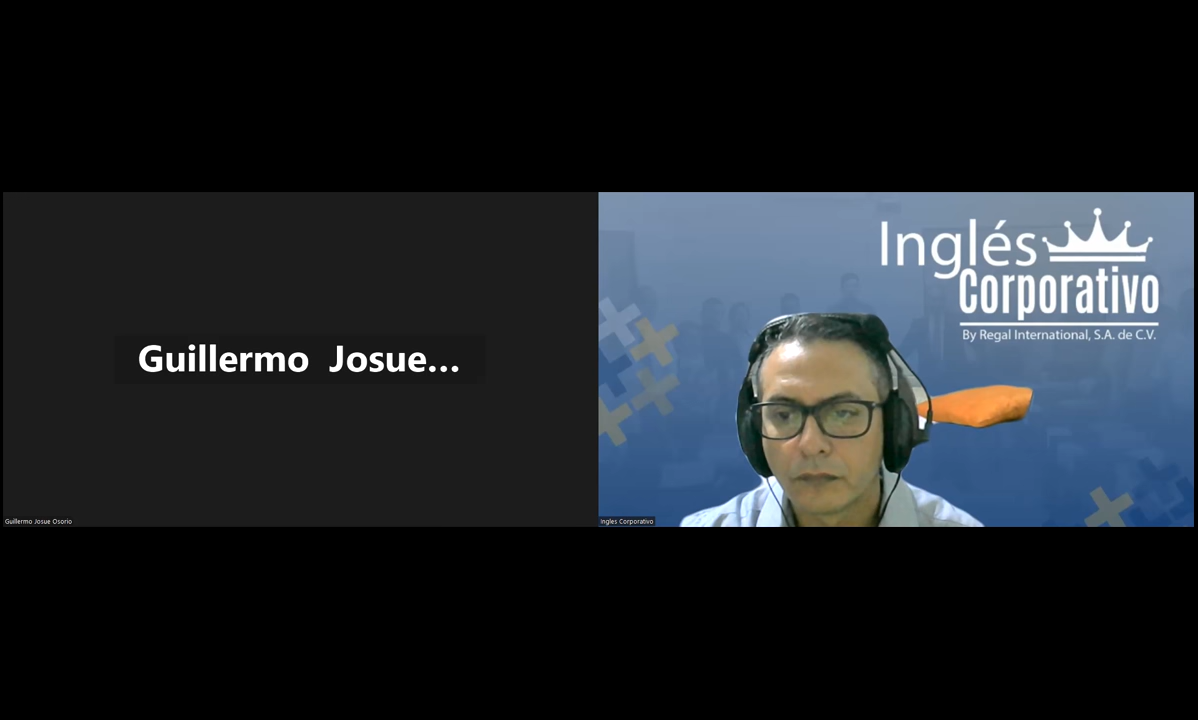 Guillermo Josue...
Guillermo Josue Osorio
Inglés
Corporativo
By Regal International, S.A. de C.V.
Ingles Corporativo